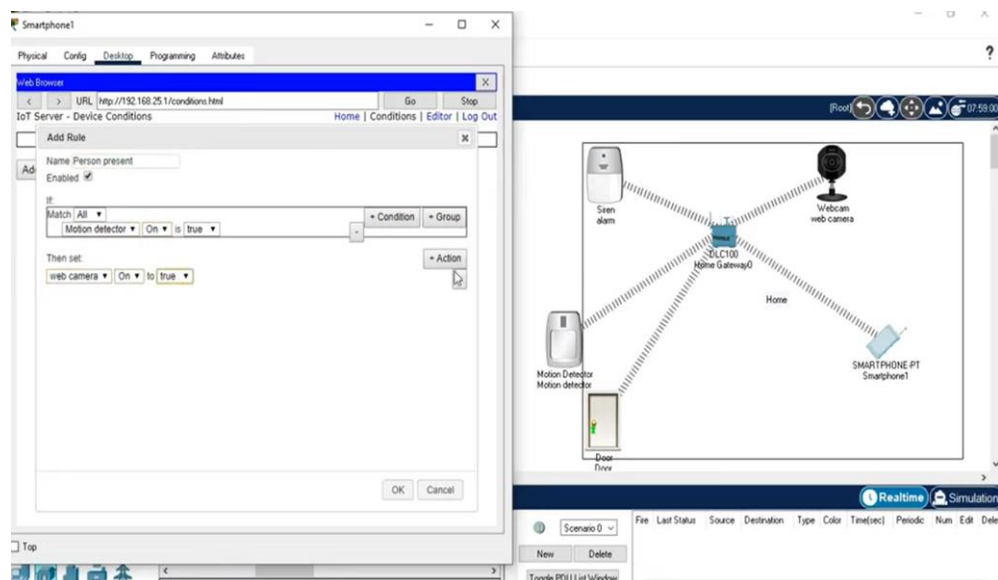 Smartphone1
Physical Config Desktop Programming Attributes
Web Browser X
< > URL http://192.168.25.1/conditions.html Go Stop
IoT Server - Device Conditions Home | Conditions | Editor | Log Out
Add Rule
Name Person present
Enabled
If:
Match All
+ Condition + Group
Motion detector On is true
-
Then set:
+ Action
web camera On to true
OK Cancel
Top
?
[Root] 07:59:00
Siren
alarm
Webcam
web camera
DLC100
Home Gateway0
Home
Motion Detector
Motion detector
SMARTPHONE-PT
Smartphone1
Door
Door
Realtime Simulation
Scenario 0
New Delete
Toggle PDU List Window
Fire Last Status Source Destination Type Color Time(sec) Periodic Num Edit Dele